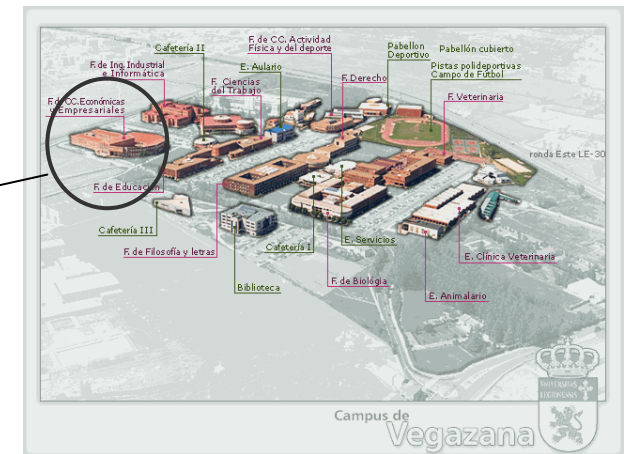 F. de CC. Actividad
Física y del deporte
Cafetería II
Pabellon
Deportivo
Pabellón cubierto
F. de Ing. Industrial
e Informática
E. Aulario
Pistas polideportivas
Campo de Fútbol
F. Ciencias
del Trabajo
F. Derecho
F. Veterinaria
F. de CC. Económicas
y Empresariales
ronda Este LE-30
F. de Educación
Cafetería III
F. de Filosofía y letras
Cafetería I
E. Servicios
E. Clínica Veterinaria
Biblioteca
F. de Biología
E. Animalario
Campus de
Vegazana